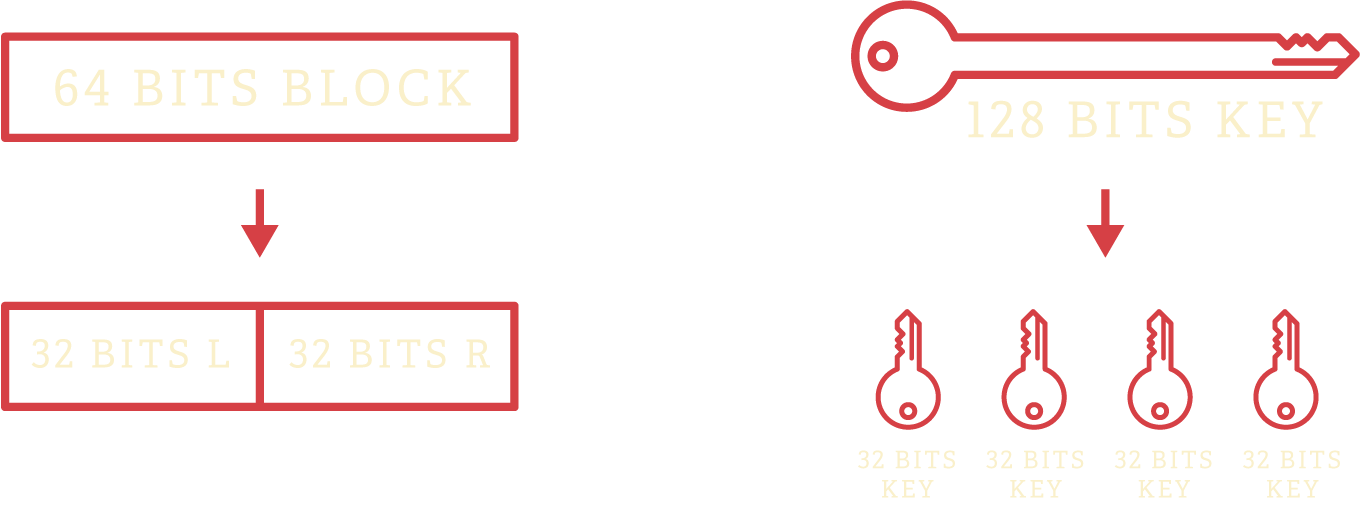 64 BITS BLOCK
128 BITS KEY
32 BITS L
32 BITS R
32 BITS
KEY
32 BITS
KEY
32 BITS
KEY
32 BITS
KEY